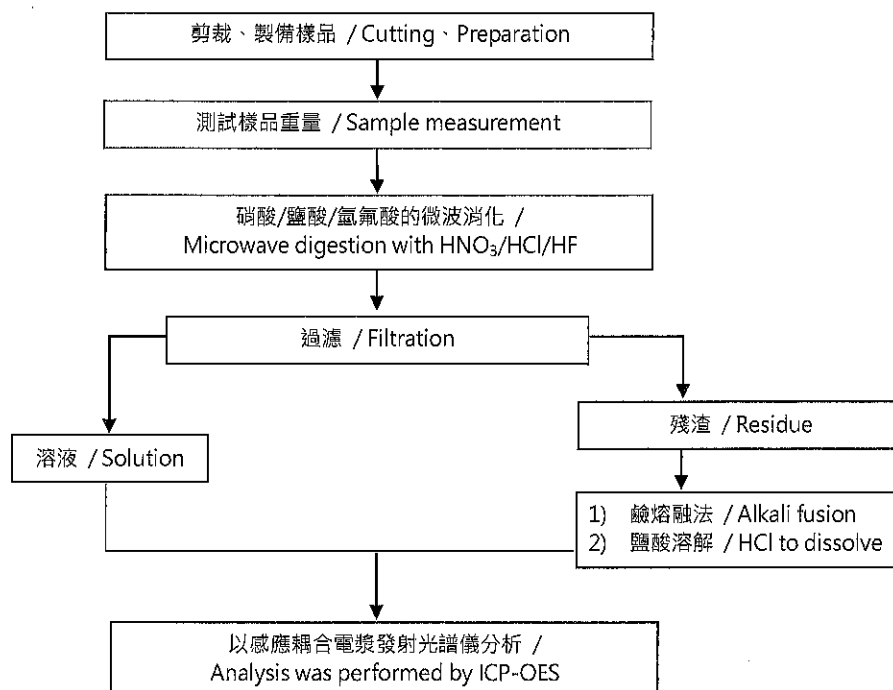 剪裁、製備樣品 / Cutting、Preparation
測試樣品重量 / Sample measurement
硝酸/鹽酸/氫氟酸的微波消化 /
Microwave digestion with HNO₃/HCl/HF
過濾 / Filtration
殘渣 / Residue
溶液 / Solution
1) 鹼熔融法 / Alkali fusion
2) 鹽酸溶解 / HCl to dissolve
以感應耦合電漿發射光譜儀分析 /
Analysis was performed by ICP-OES